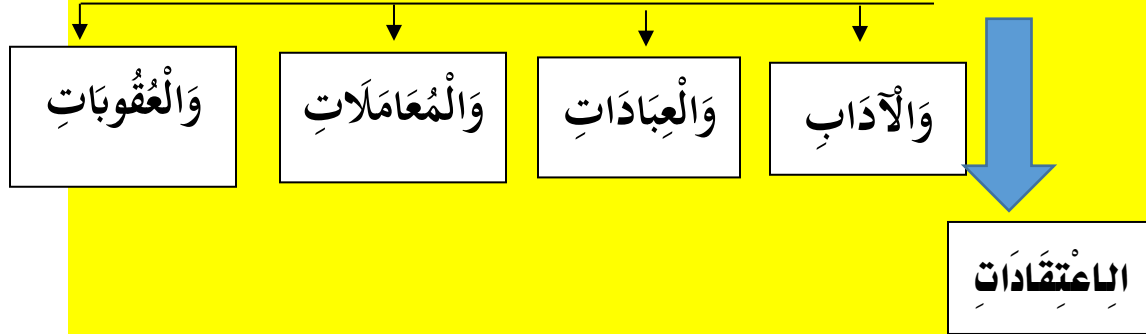 وَالْآدَابِ
وَالْعِبَادَاتِ
وَالْمُعَامَلَاتِ
وَالْعُقُوبَاتِ
الِاعْتِقَادَاتِ